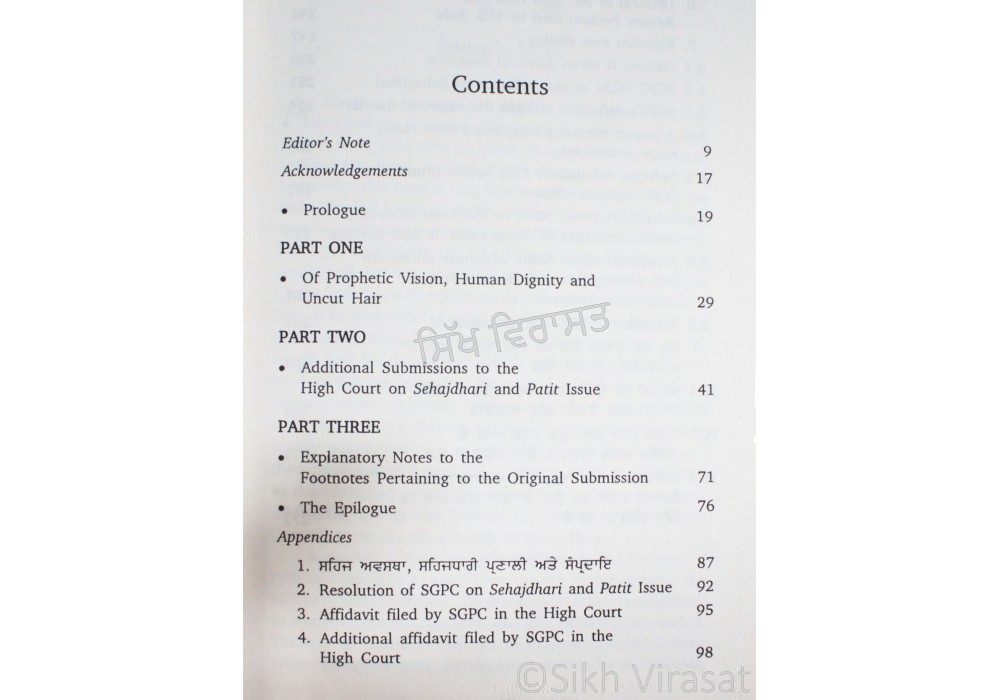 Contents
Editor's Note 9
Acknowledgements 17
• Prologue 19
PART ONE
• Of Prophetic Vision, Human Dignity and
Uncut Hair 29
ਸਿੱਖ ਵਿਰਾਸਤ
PART TWO
• Additional Submissions to the
High Court on Sehajdhari and Patit Issue 41
PART THREE
• Explanatory Notes to the
Footnotes Pertaining to the Original Submission 71
• The Epilogue 76
Appendices
1. ਸਹਿਜ ਅਵਸਥਾ, ਸਹਿਜਧਾਰੀ ਪ੍ਰਣਾਲੀ ਅਤੇ ਸੰਪ੍ਰਦਾਇ 87
2. Resolution of SGPC on Sehajdhari and Patit Issue 92
3. Affidavit filed by SGPC in the High Court 95
4. Additional affidavit filed by SGPC in the
High Court 98
©Sikh Virasat